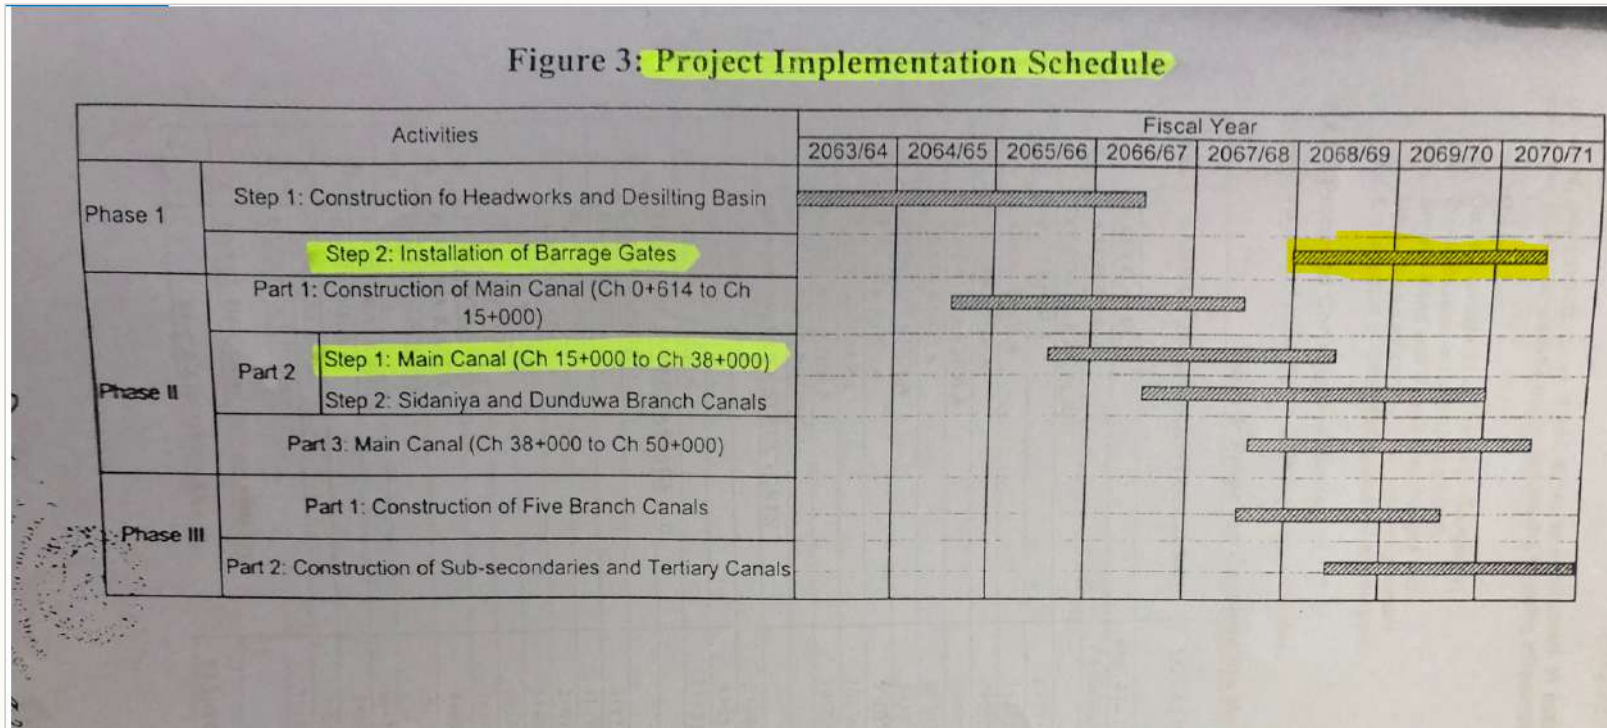 Figure 3: Project Implementation Schedule
Activities
Fiscal Year
2063/64 2064/65 2065/66 2066/67 2067/68 2068/69 2069/70 2070/71
Phase 1
Step 1: Construction fo Headworks and Desilting Basin
Step 2: Installation of Barrage Gates
Phase II
Part 1: Construction of Main Canal (Ch 0+614 to Ch
15+000)
Part 2
Step 1: Main Canal (Ch 15+000 to Ch 38+000)
Step 2: Sidaniya and Dunduwa Branch Canals
Part 3: Main Canal (Ch 38+000 to Ch 50+000)
Phase III
Part 1: Construction of Five Branch Canals
Part 2: Construction of Sub-secondaries and Tertiary Canals